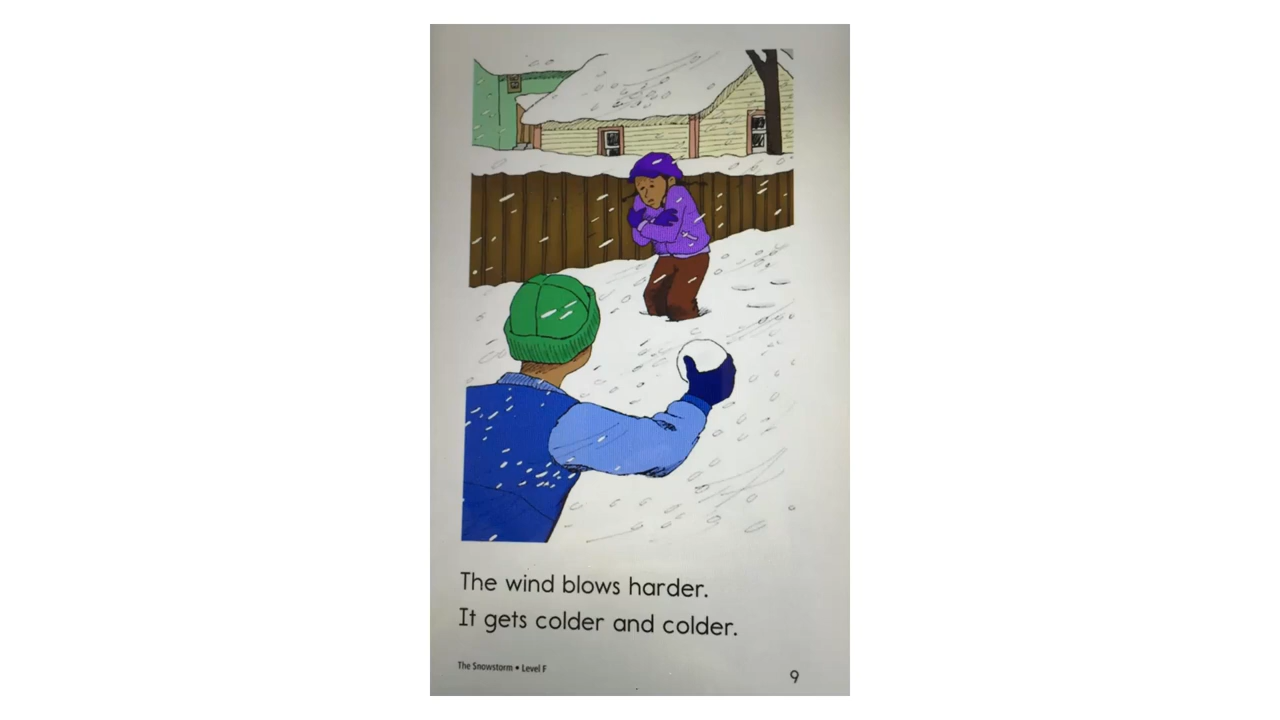 The wind blows harder.
It gets colder and colder.
The Snowstorm • Level F
9